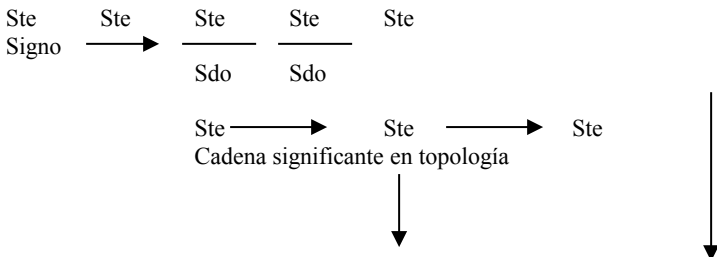 Ste Ste Ste Ste Ste
Signo
Sdo Sdo
Ste Ste Ste
Cadena significante en topología